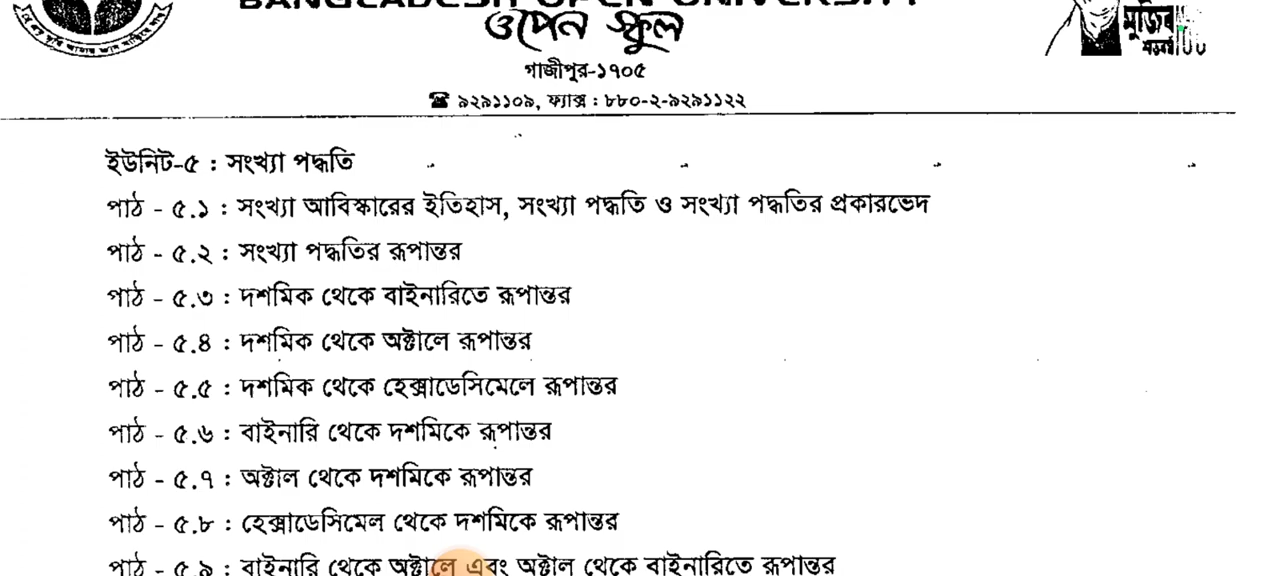 BANGLADESH OPEN UNIVERSITY
ওপেন স্কুল
মুজিব
গাজীপুর-১৭০৫
☎ ৯২৯১১০৯, ফ্যাক্স : ৮৮০-২-৯২৯১১২২
ইউনিট-৫ : সংখ্যা পদ্ধতি
পাঠ - ৫.১ : সংখ্যা আবিস্কারের ইতিহাস, সংখ্যা পদ্ধতি ও সংখ্যা পদ্ধতির প্রকারভেদ
পাঠ - ৫.২ : সংখ্যা পদ্ধতির রূপান্তর
পাঠ - ৫.৩ : দশমিক থেকে বাইনারিতে রূপান্তর
পাঠ - ৫.৪ : দশমিক থেকে অক্টালে রূপান্তর
পাঠ - ৫.৫ : দশমিক থেকে হেক্সাডেসিমেলে রূপান্তর
পাঠ - ৫.৬ : বাইনারি থেকে দশমিকে রূপান্তর
পাঠ - ৫.৭ : অক্টাল থেকে দশমিকে রূপান্তর
পাঠ - ৫.৮ : হেক্সাডেসিমেল থেকে দশমিকে রূপান্তর
পাঠ - ৫.৯ : বাইনারি থেকে অক্টালে এবং অক্টাল থেকে বাইনারিতে রূপান্তর